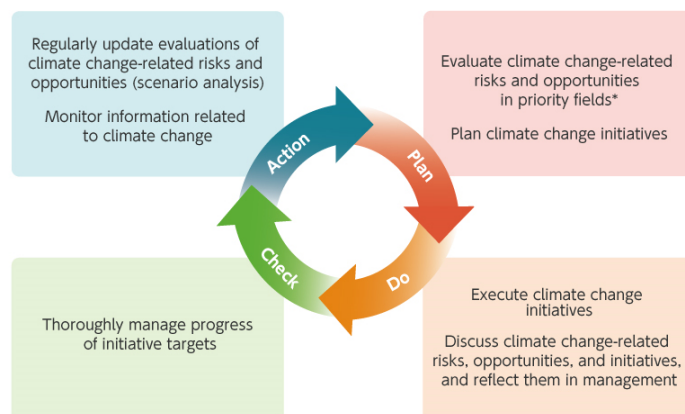 Regularly update evaluations of
climate change-related risks and
opportunities (scenario analysis)
Monitor information related
to climate change
Evaluate climate change-related
risks and opportunities
in priority fields*
Plan climate change initiatives
Action
Plan
Check
Do
Thoroughly manage progress
of initiative targets
Execute climate change
initiatives
Discuss climate change-related
risks, opportunities, and initiatives,
and reflect them in management